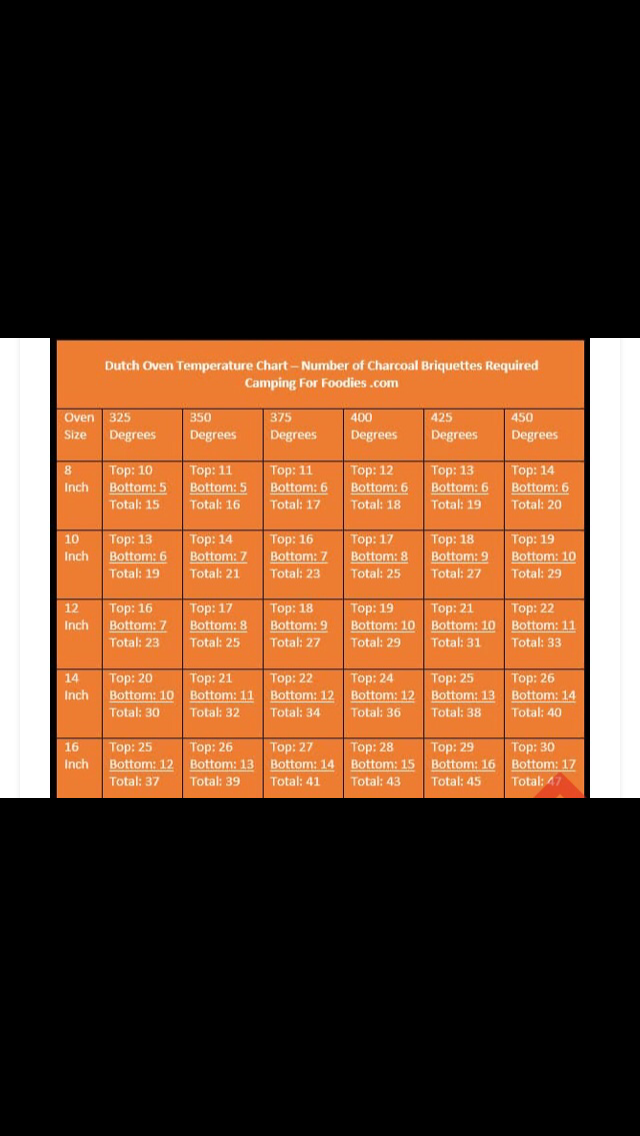 Dutch Oven Temperature Chart – Number of Charcoal Briquettes Required
Camping For Foodies .com
Oven Size 325 Degrees 350 Degrees 375 Degrees 400 Degrees 425 Degrees 450 Degrees
8 Top: 10 Top: 11 Top: 11 Top: 12 Top: 13 Top: 14
Inch Bottom: 5 Bottom: 5 Bottom: 6 Bottom: 6 Bottom: 6 Bottom: 6
Total: 15 Total: 16 Total: 17 Total: 18 Total: 19 Total: 20
10 Top: 13 Top: 14 Top: 16 Top: 17 Top: 18 Top: 19
Inch Bottom: 6 Bottom: 7 Bottom: 7 Bottom: 8 Bottom: 9 Bottom: 10
Total: 19 Total: 21 Total: 23 Total: 25 Total: 27 Total: 29
12 Top: 16 Top: 17 Top: 18 Top: 19 Top: 21 Top: 22
Inch Bottom: 7 Bottom: 8 Bottom: 9 Bottom: 10 Bottom: 10 Bottom: 11
Total: 23 Total: 25 Total: 27 Total: 29 Total: 31 Total: 33
14 Top: 20 Top: 21 Top: 22 Top: 24 Top: 25 Top: 26
Inch Bottom: 10 Bottom: 11 Bottom: 12 Bottom: 12 Bottom: 13 Bottom: 14
Total: 30 Total: 32 Total: 34 Total: 36 Total: 38 Total: 40
16 Top: 25 Top: 26 Top: 27 Top: 28 Top: 29 Top: 30
Inch Bottom: 12 Bottom: 13 Bottom: 14 Bottom: 15 Bottom: 16 Bottom: 17
Total: 37 Total: 39 Total: 41 Total: 43 Total: 45 Total: 47